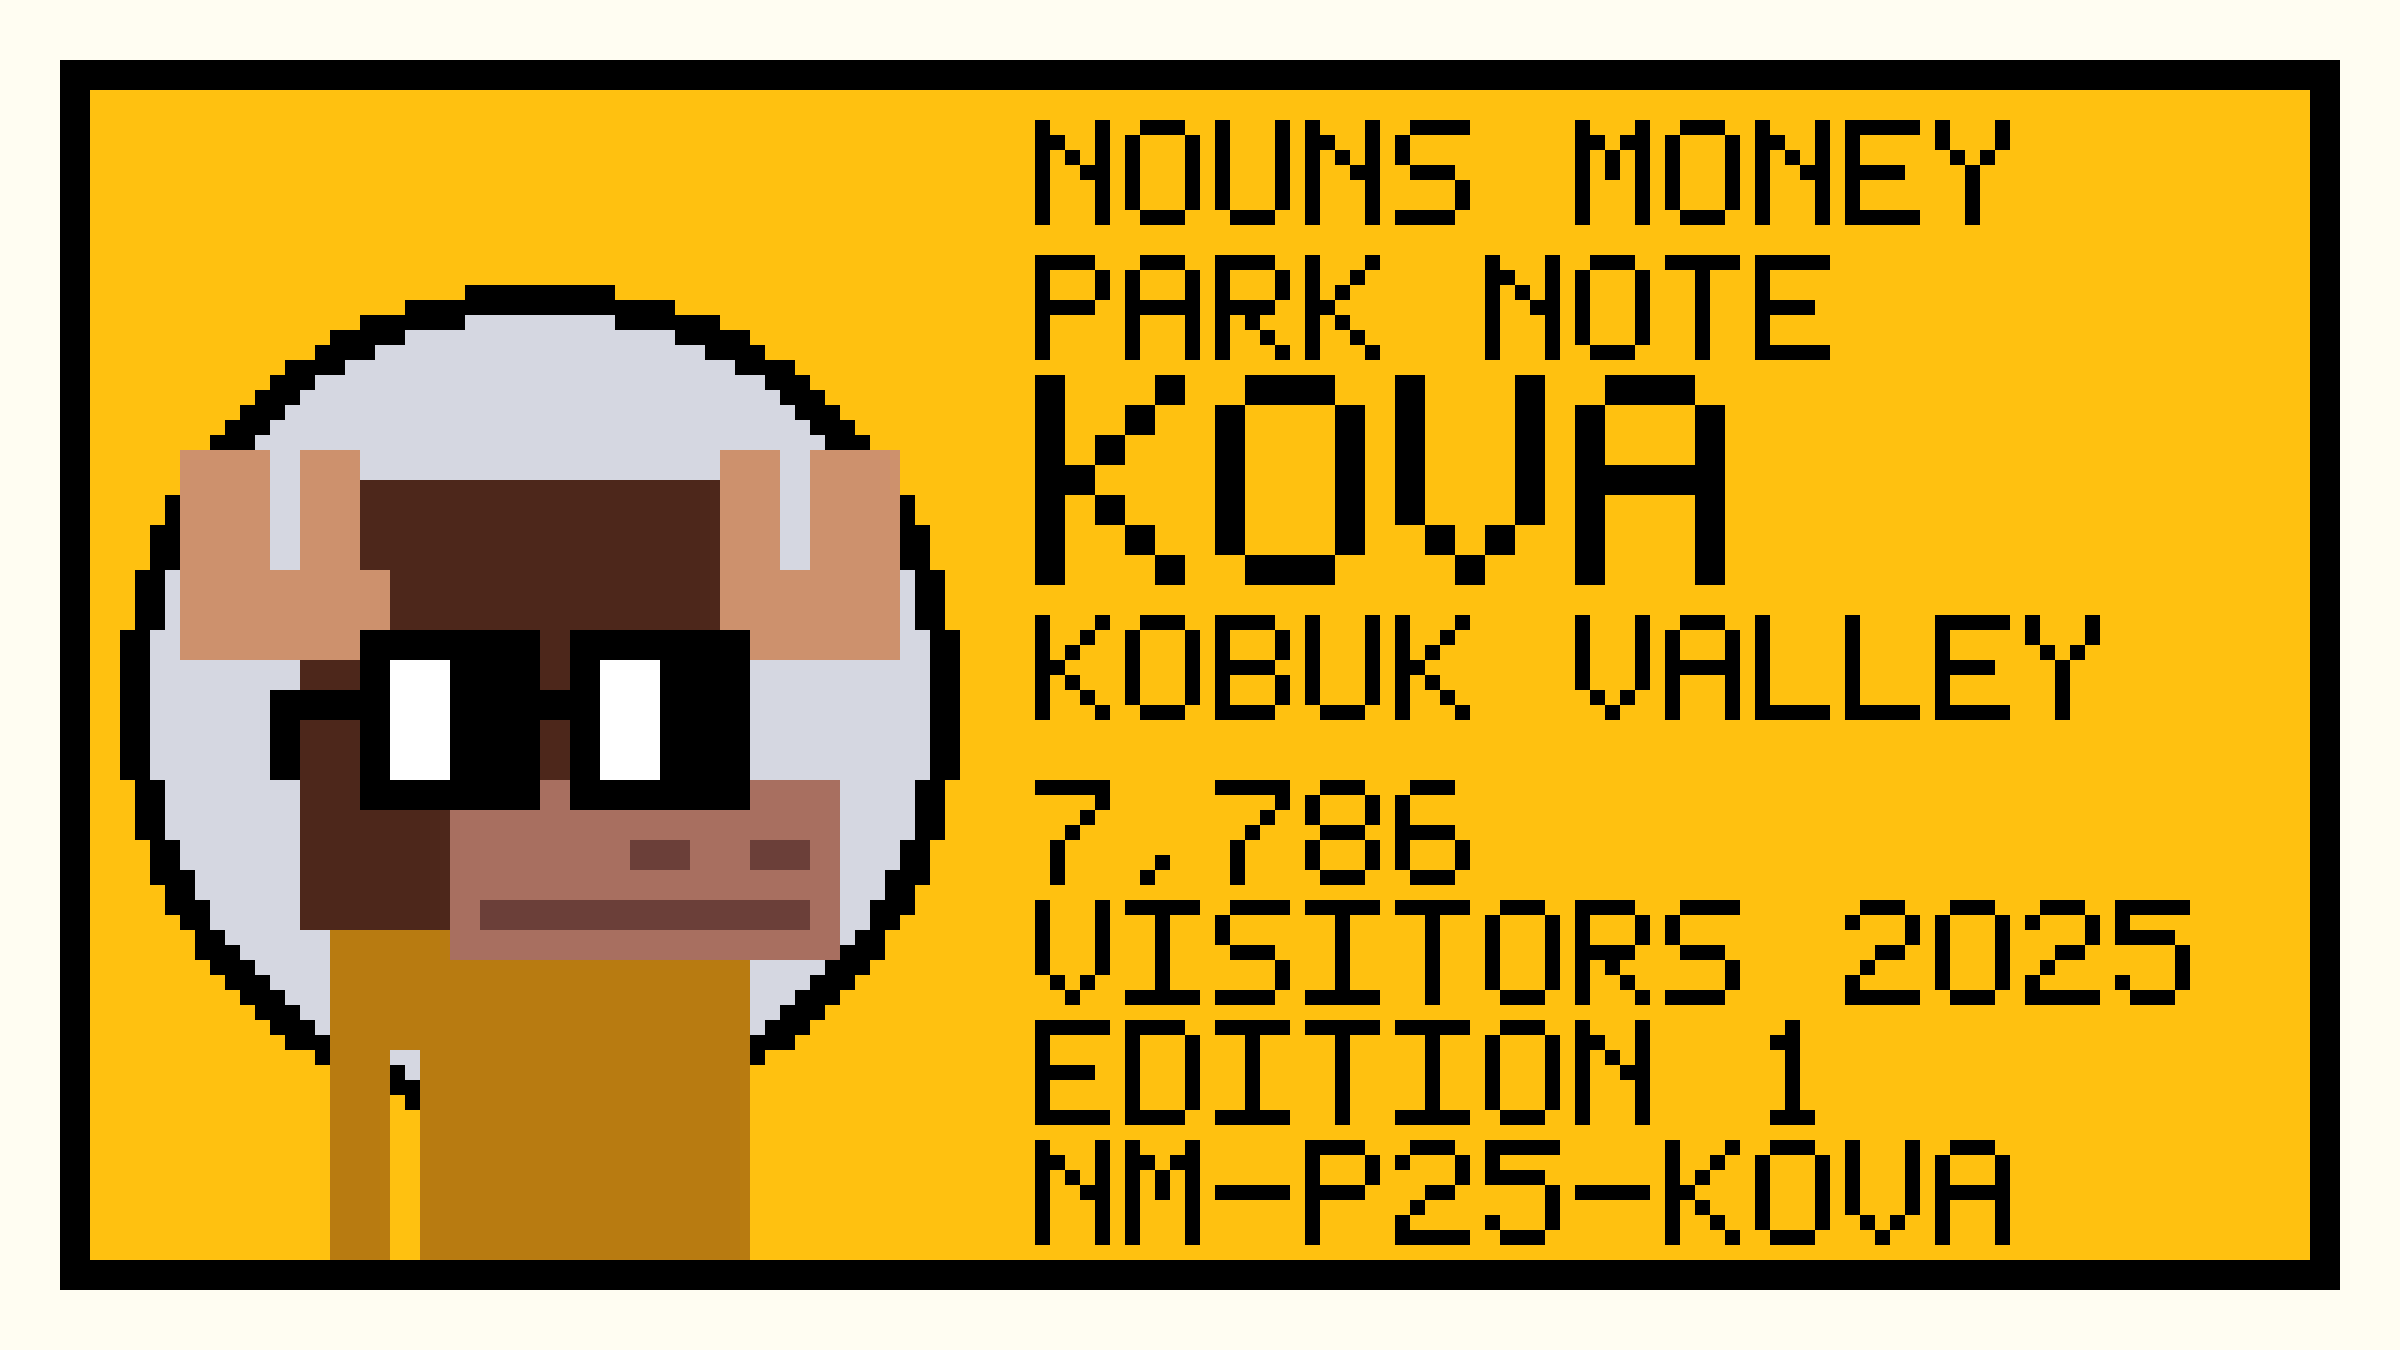 NOUNS MONEY
PARK NOTE
KOVA
KOBUK VALLEY
7,786
VISITORS 2025
EDITION 1
NM-P25-KOVA